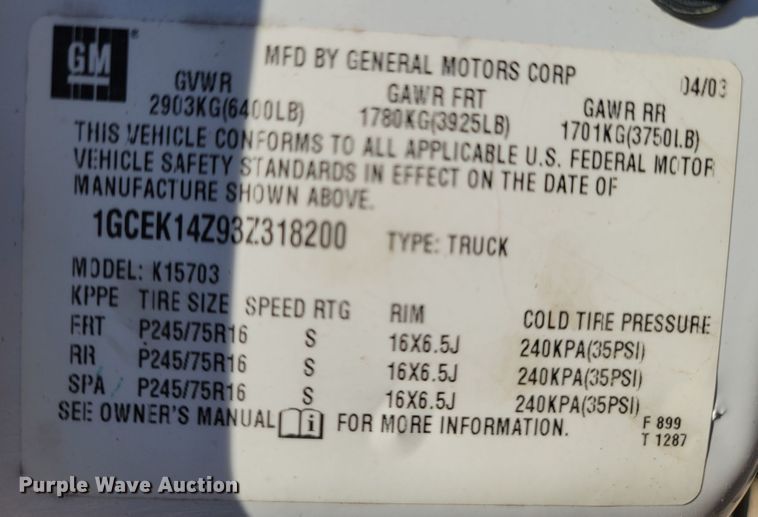 GM
MFD BY GENERAL MOTORS CORP 04/03
GVWR GAWR FRT GAWR RR
2903KG(6400LB) 1780KG(3925LB) 1701KG(3750LB)
THIS VEHICLE CONFORMS TO ALL APPLICABLE U.S. FEDERAL MOTOR
VEHICLE SAFETY STANDARDS IN EFFECT ON THE DATE OF
MANUFACTURE SHOWN ABOVE.
1GCEK14Z93Z318200 TYPE: TRUCK
MODEL: K15703
KPPE TIRE SIZE SPEED RTG RIM COLD TIRE PRESSURE
FRT P245/75R16 S 16X6.5J 240KPA(35PSI)
RR P245/75R16 S 16X6.5J 240KPA(35PSI)
SPA P245/75R16 S 16X6.5J 240KPA(35PSI)
SEE OWNER'S MANUAL i FOR MORE INFORMATION.
F 899
T 1287
Purple Wave Auction